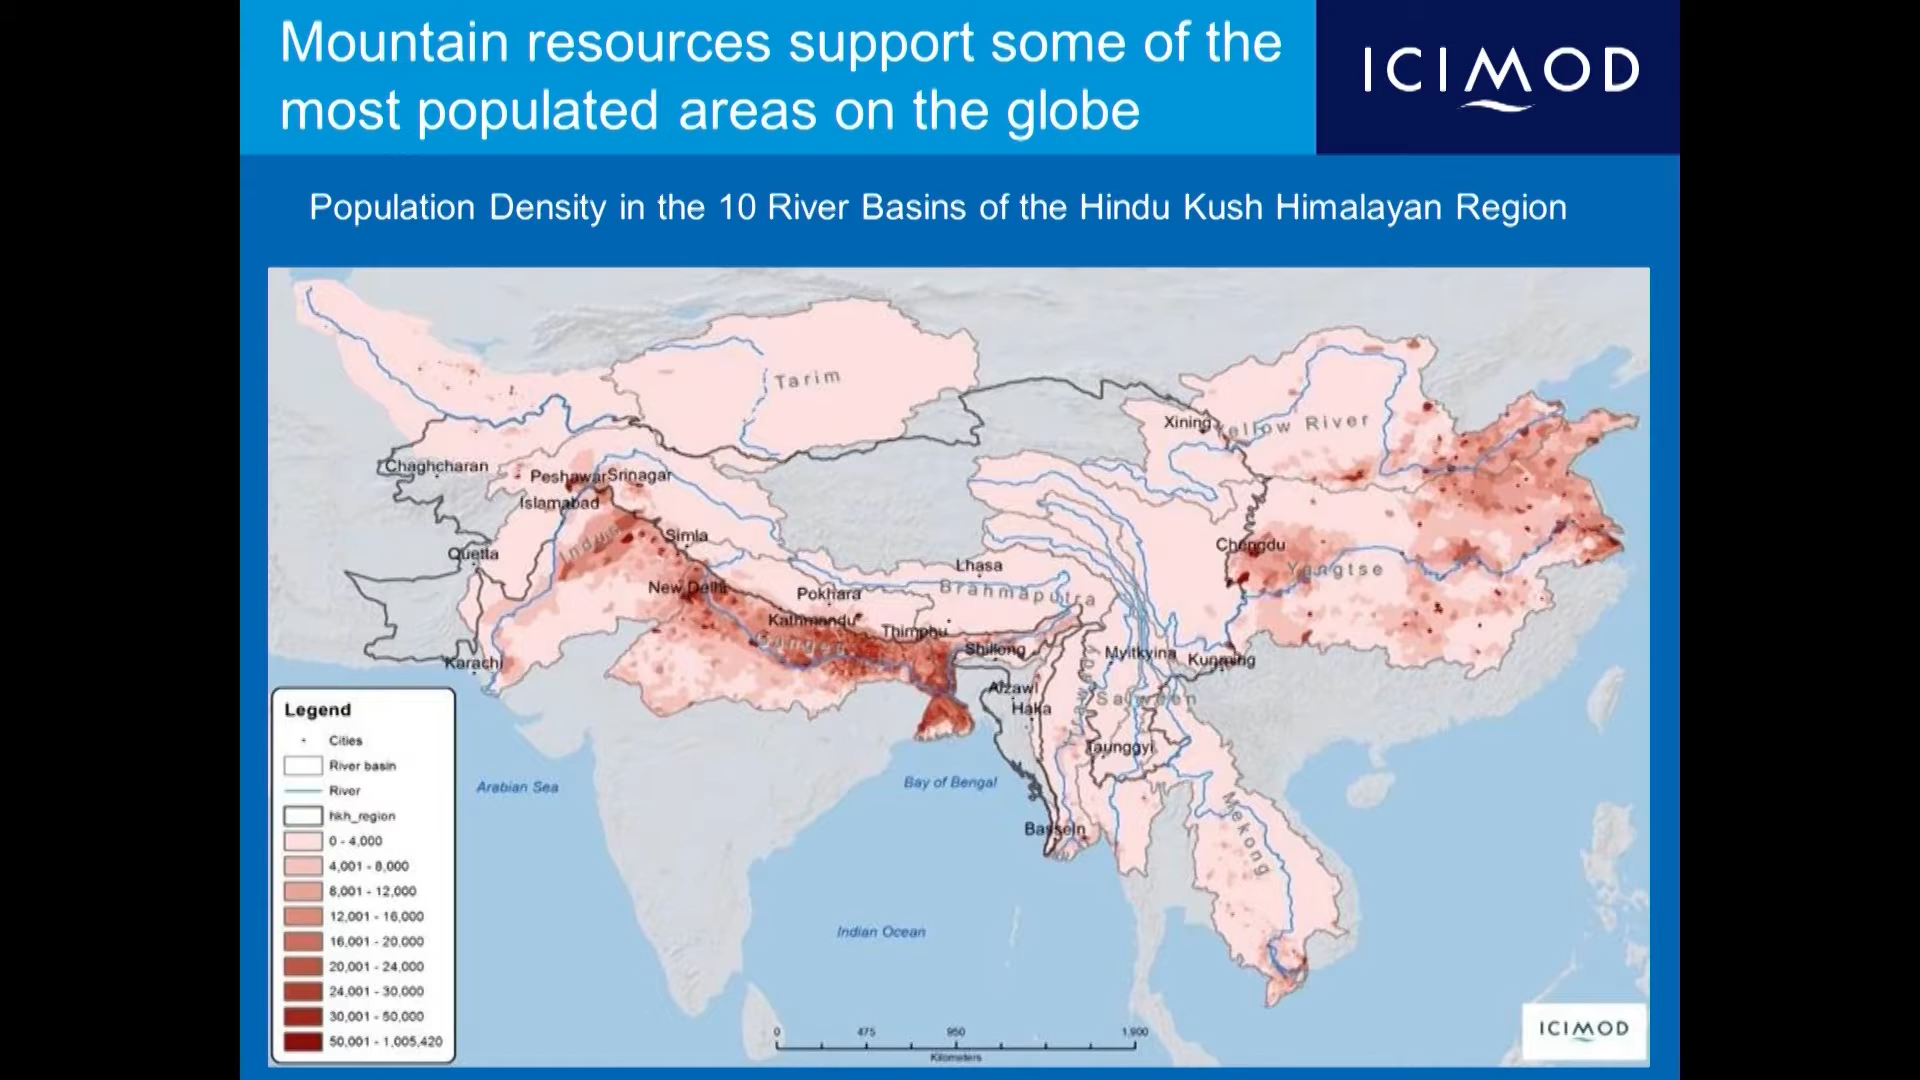 Mountain resources support some of the
most populated areas on the globe
ICIMOD
Population Density in the 10 River Basins of the Hindu Kush Himalayan Region
Tarim
Xining
Yellow River
Chaghcharan
Peshawar
Srinagar
Islamabad
Indus
Simla
Quetta
Chengdu
Lhasa
Yangtse
New Delhi
Pokhara
Brahmaputra
Kathmandu
Thimphu
Ganges
Shillong
Myitkyina
Kunming
Karachi
Aizawl
Salween
Haka
Taunggyi
Arabian Sea
Bay of Bengal
Mekong
Bassein
Indian Ocean
Legend
Cities
River basin
River
hkh_region
0 - 4,000
4,001 - 8,000
8,001 - 12,000
12,001 - 16,000
16,001 - 20,000
20,001 - 24,000
24,001 - 30,000
30,001 - 50,000
50,001 - 1,005,420
0 475 950 1,900
Kilometers
ICIMOD